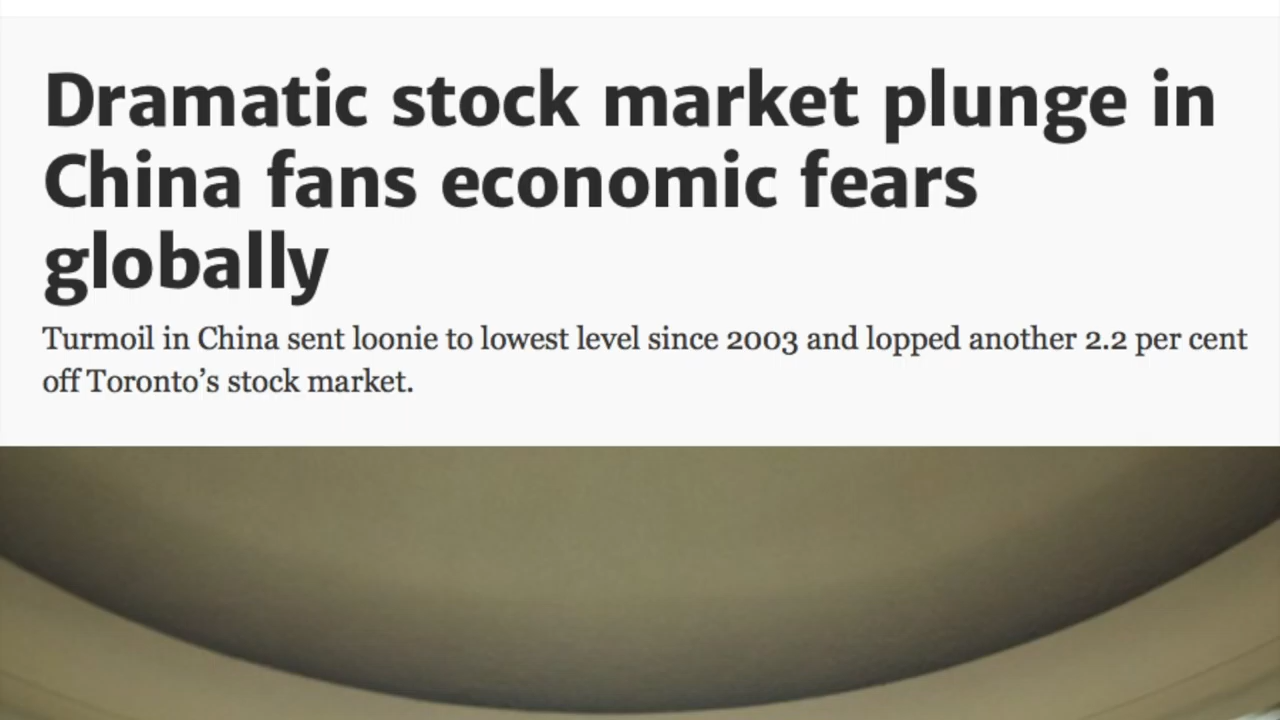 Dramatic stock market plunge in
China fans economic fears
globally
Turmoil in China sent loonie to lowest level since 2003 and lopped another 2.2 per cent
off Toronto’s stock market.